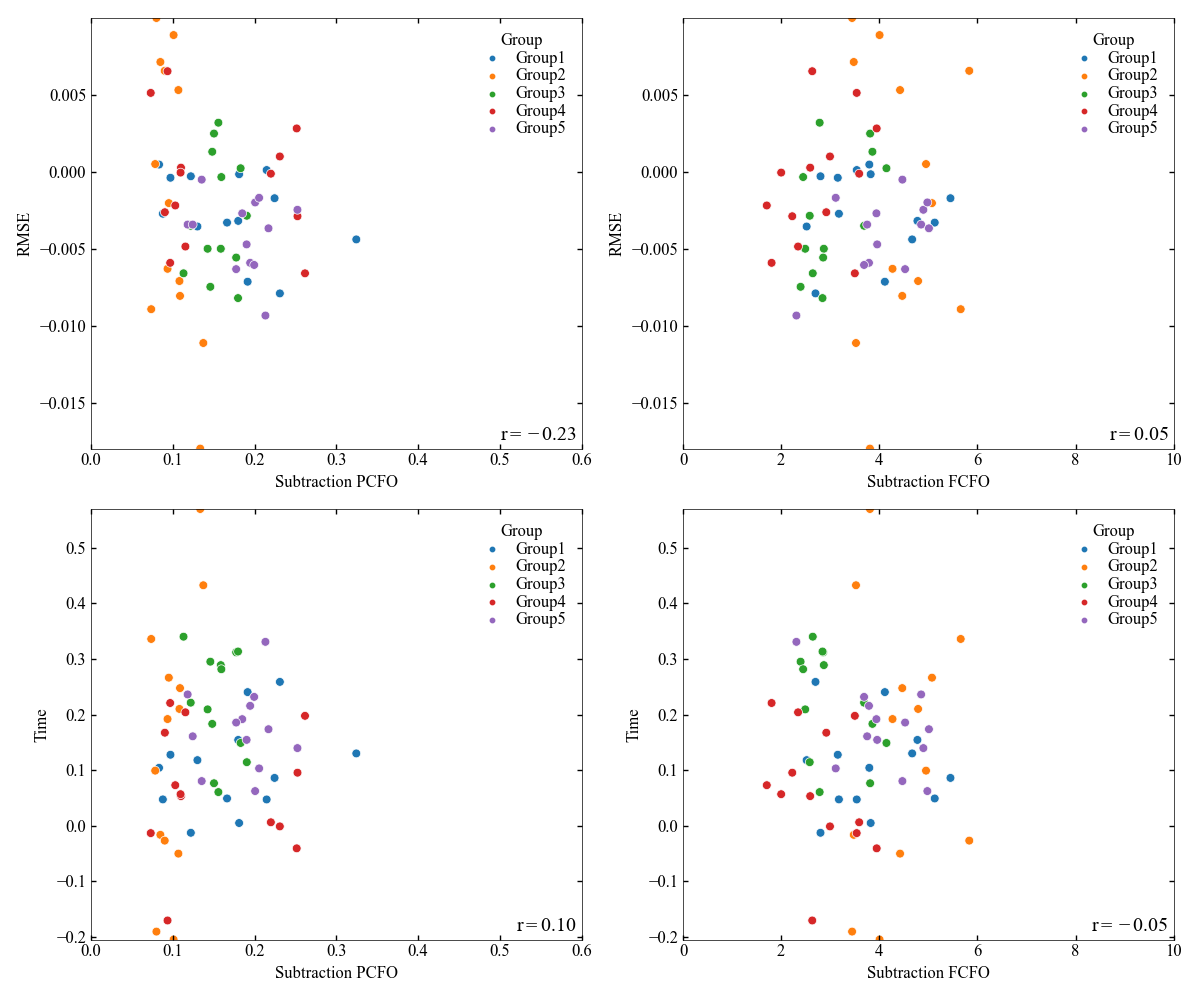 Group
Group1
Group2
Group3
Group4
Group5
0.005
0.000
−0.005
−0.010
−0.015
RMSE
r= −0.23
0.0 0.1 0.2 0.3 0.4 0.5 0.6
Subtraction PCFO
Group
Group1
Group2
Group3
Group4
Group5
0.005
0.000
−0.005
−0.010
−0.015
RMSE
r= 0.05
0 2 4 6 8 10
Subtraction FCFO
Group
Group1
Group2
Group3
Group4
Group5
0.5
0.4
0.3
0.2
0.1
0.0
−0.1
−0.2
Time
r= 0.10
0.0 0.1 0.2 0.3 0.4 0.5 0.6
Subtraction PCFO
Group
Group1
Group2
Group3
Group4
Group5
0.5
0.4
0.3
0.2
0.1
0.0
−0.1
−0.2
Time
r= −0.05
0 2 4 6 8 10
Subtraction FCFO